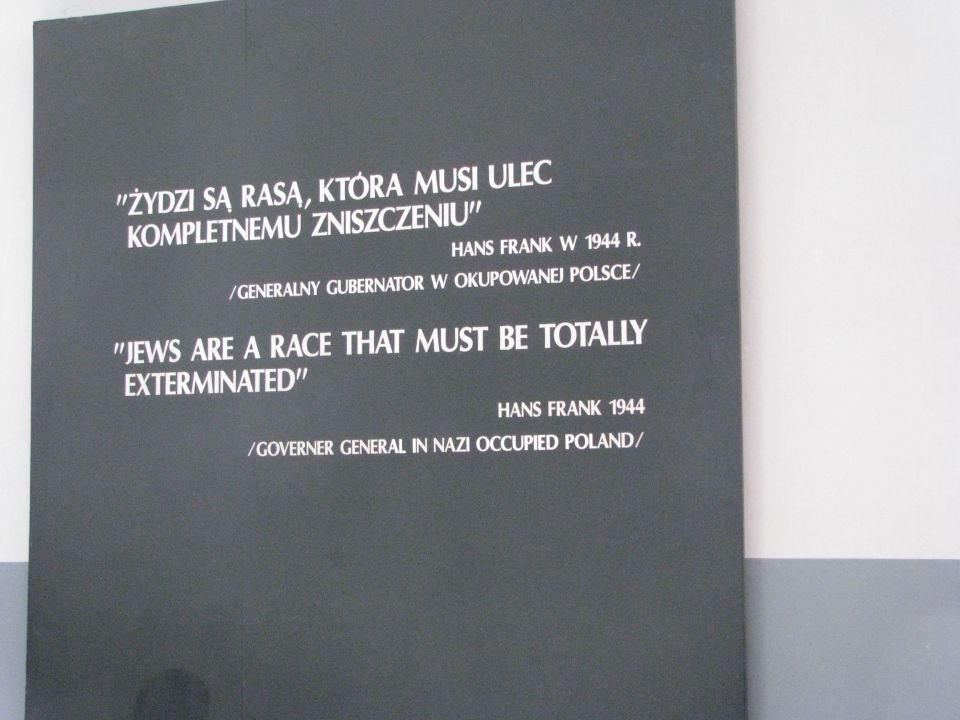 "ŻYDZI SĄ RASĄ, KTÓRA MUSI ULEC
KOMPLETNEMU ZNISZCZENIU"
HANS FRANK W 1944 R.
/GENERALNY GUBERNATOR W OKUPOWANEJ POLSCE/
"JEWS ARE A RACE THAT MUST BE TOTALLY
EXTERMINATED"
HANS FRANK 1944
/GOVERNER GENERAL IN NAZI OCCUPIED POLAND/